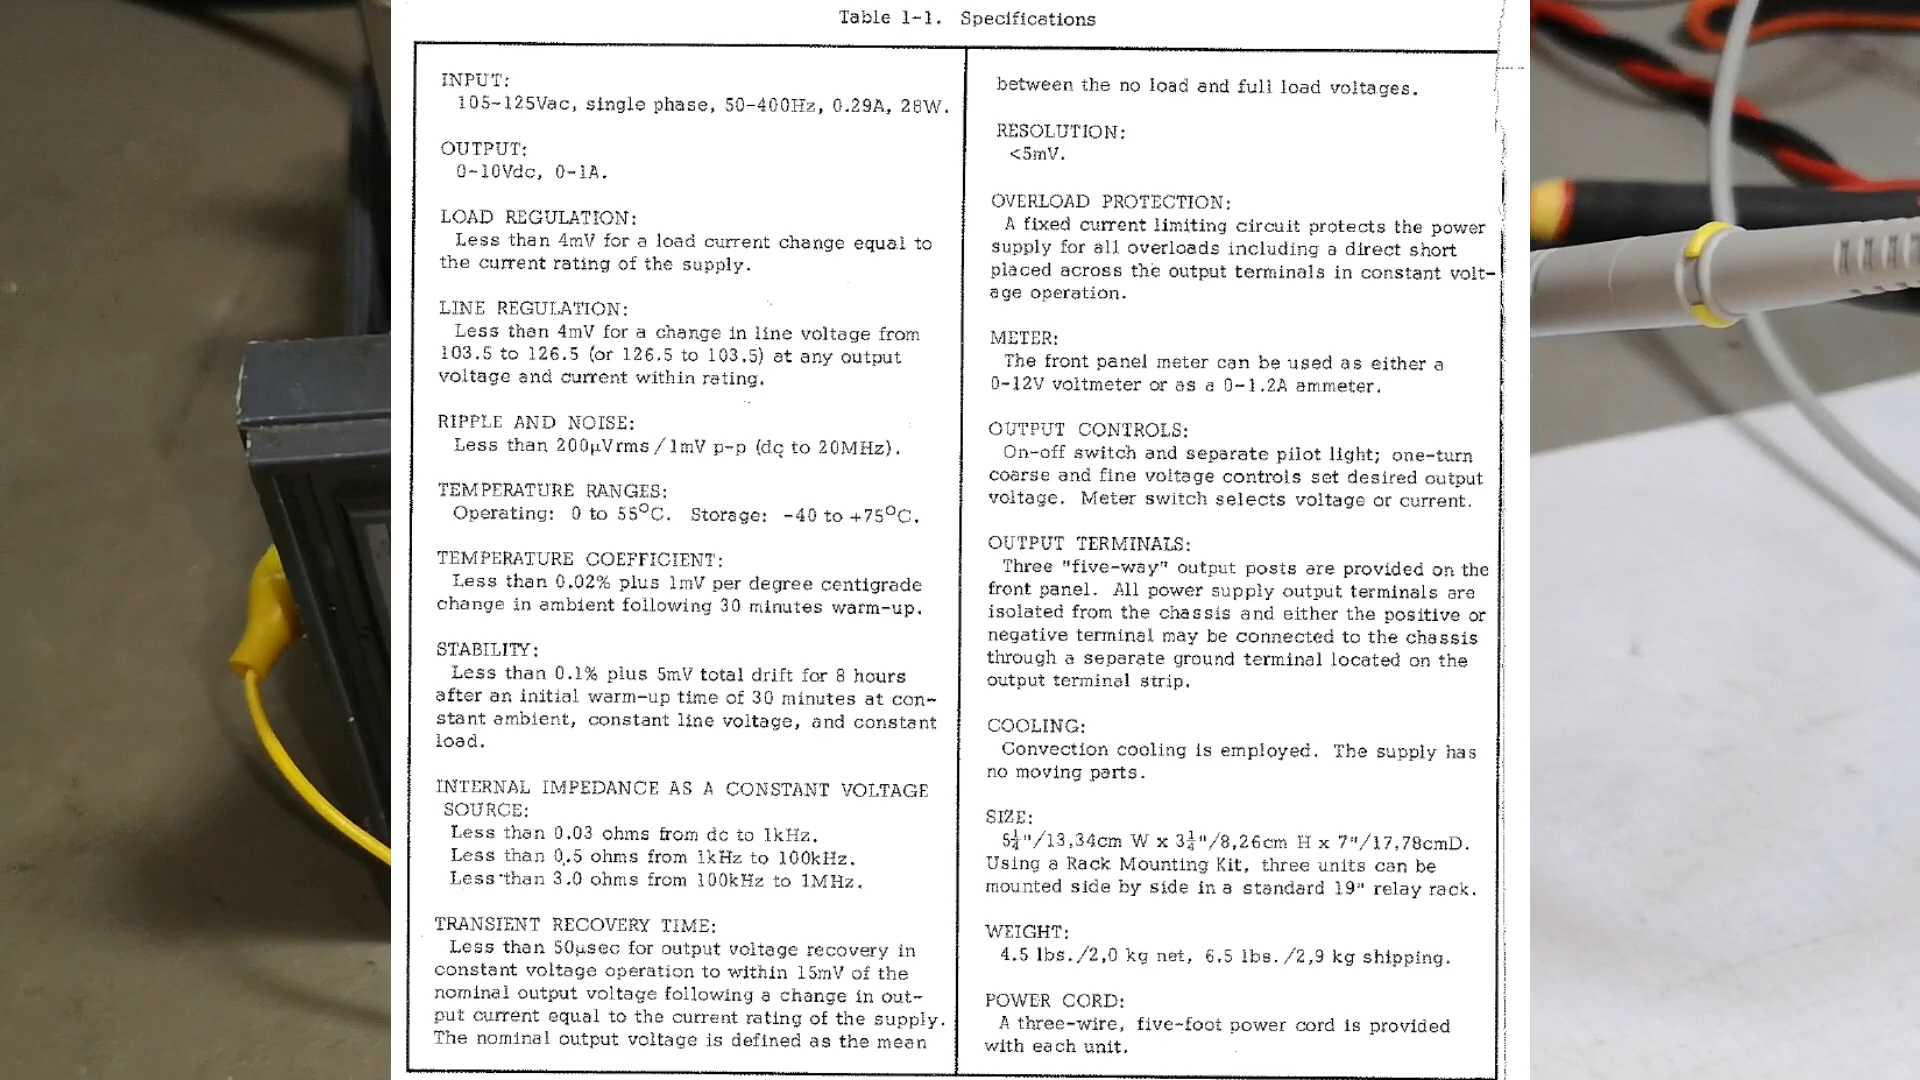 Table 1-1. Specifications
INPUT:
105-125Vac, single phase, 50-400Hz, 0.29A, 28W.
OUTPUT:
0-10Vdc, 0-1A.
LOAD REGULATION:
Less than 4mV for a load current change equal to
the current rating of the supply.
LINE REGULATION:
Less than 4mV for a change in line voltage from
103.5 to 126.5 (or 126.5 to 103.5) at any output
voltage and current within rating.
RIPPLE AND NOISE:
Less than 200μVrms/1mV p-p (dc to 20MHz).
TEMPERATURE RANGES:
Operating: 0 to 55°C. Storage: -40 to +75°C.
TEMPERATURE COEFFICIENT:
Less than 0.02% plus 1mV per degree centigrade
change in ambient following 30 minutes warm-up.
STABILITY:
Less than 0.1% plus 5mV total drift for 8 hours
after an initial warm-up time of 30 minutes at con-
stant ambient, constant line voltage, and constant
load.
INTERNAL IMPEDANCE AS A CONSTANT VOLTAGE
SOURCE:
Less than 0.03 ohms from dc to 1kHz.
Less than 0.5 ohms from 1kHz to 100kHz.
Less than 3.0 ohms from 100kHz to 1MHz.
TRANSIENT RECOVERY TIME:
Less than 50μsec for output voltage recovery in
constant voltage operation to within 15mV of the
nominal output voltage following a change in out-
put current equal to the current rating of the supply.
The nominal output voltage is defined as the mean
between the no load and full load voltages.
RESOLUTION:
<5mV.
OVERLOAD PROTECTION:
A fixed current limiting circuit protects the power
supply for all overloads including a direct short
placed across the output terminals in constant volt-
age operation.
METER:
The front panel meter can be used as either a
0-12V voltmeter or as a 0-1.2A ammeter.
OUTPUT CONTROLS:
On-off switch and separate pilot light; one-turn
coarse and fine voltage controls set desired output
voltage. Meter switch selects voltage or current.
OUTPUT TERMINALS:
Three "five-way" output posts are provided on the
front panel. All power supply output terminals are
isolated from the chassis and either the positive or
negative terminal may be connected to the chassis
through a separate ground terminal located on the
output terminal strip.
COOLING:
Convection cooling is employed. The supply has
no moving parts.
SIZE:
5¼"/13,34cm W x 3¼"/8,26cm H x 7"/17,78cmD.
Using a Rack Mounting Kit, three units can be
mounted side by side in a standard 19" relay rack.
WEIGHT:
4.5 lbs./2,0 kg net, 6.5 lbs./2,9 kg shipping.
POWER CORD:
A three-wire, five-foot power cord is provided
with each unit.